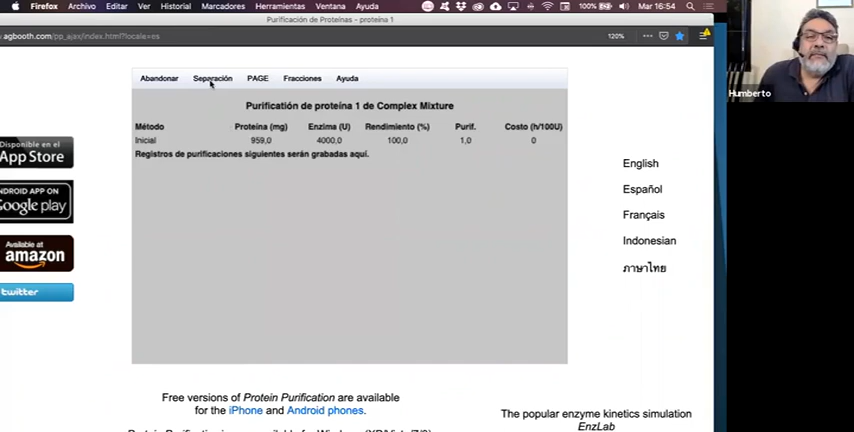 Firefox Archivo Editar Ver Historial Marcadores Herramientas Ventana Ayuda 100% Mar 16:54
Purificación de Proteínas - proteína 1
w.agbooth.com/pp_ajax/index.html?locale=es 120%
Humberto
Abandonar Separación PAGE Fracciones Ayuda
Purificatión de proteína 1 de Complex Mixture
Método Proteína (mg) Enzima (U) Rendimiento (%) Purif. Costo (h/100U)
Inicial 959,0 4000,0 100,0 1,0 0
Registros de purificaciones siguientes serán grabadas aquí.
Disponible en
App Store
ANDROID APP ON
Google play
Available at
amazon
twitter
English
Español
Français
Indonesian
ภาษาไทย
Free versions of Protein Purification are available
for the iPhone and Android phones.
The popular enzyme kinetics simulation
EnzLab